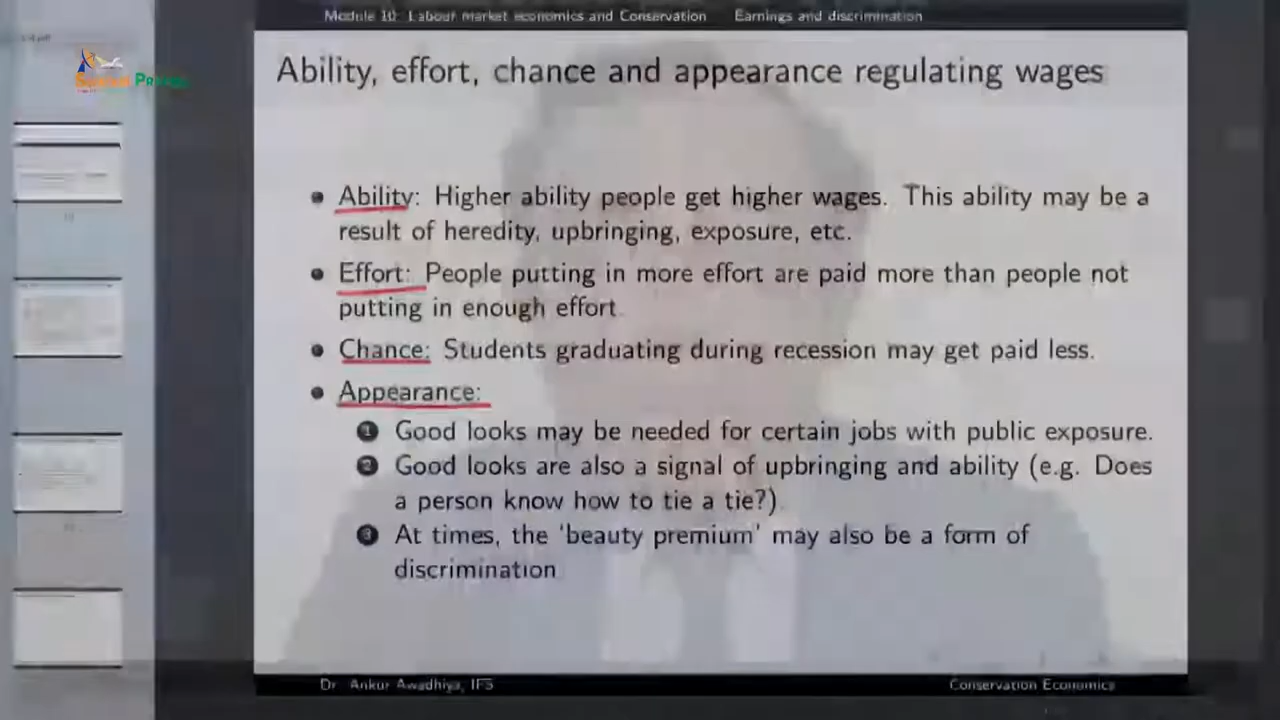 Module 10: Labour market economics and Conservation Earnings and discrimination
Ability, effort, chance and appearance regulating wages
Ability: Higher ability people get higher wages. This ability may be a
result of heredity, upbringing, exposure, etc.
Effort: People putting in more effort are paid more than people not
putting in enough effort.
Chance: Students graduating during recession may get paid less.
Appearance:
1 Good looks may be needed for certain jobs with public exposure.
2 Good looks are also a signal of upbringing and ability (e.g. Does
a person know how to tie a tie?).
3 At times, the ‘beauty premium’ may also be a form of
discrimination
Dr. Ankur Awadhiya, IFS Conservation Economics